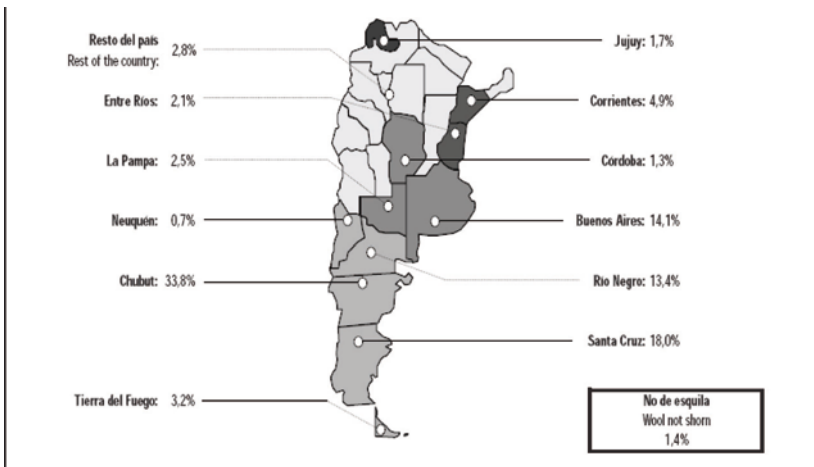 Resto del país
Rest of the country: 2,8%
Jujuy: 1,7%
Entre Ríos: 2,1%
Corrientes: 4,9%
La Pampa: 2,5%
Córdoba: 1,3%
Neuquén: 0,7%
Buenos Aires: 14,1%
Chubut: 33,8%
Río Negro: 13,4%
Santa Cruz: 18,0%
Tierra del Fuego: 3,2%
No de esquila
Wool not shorn
1,4%